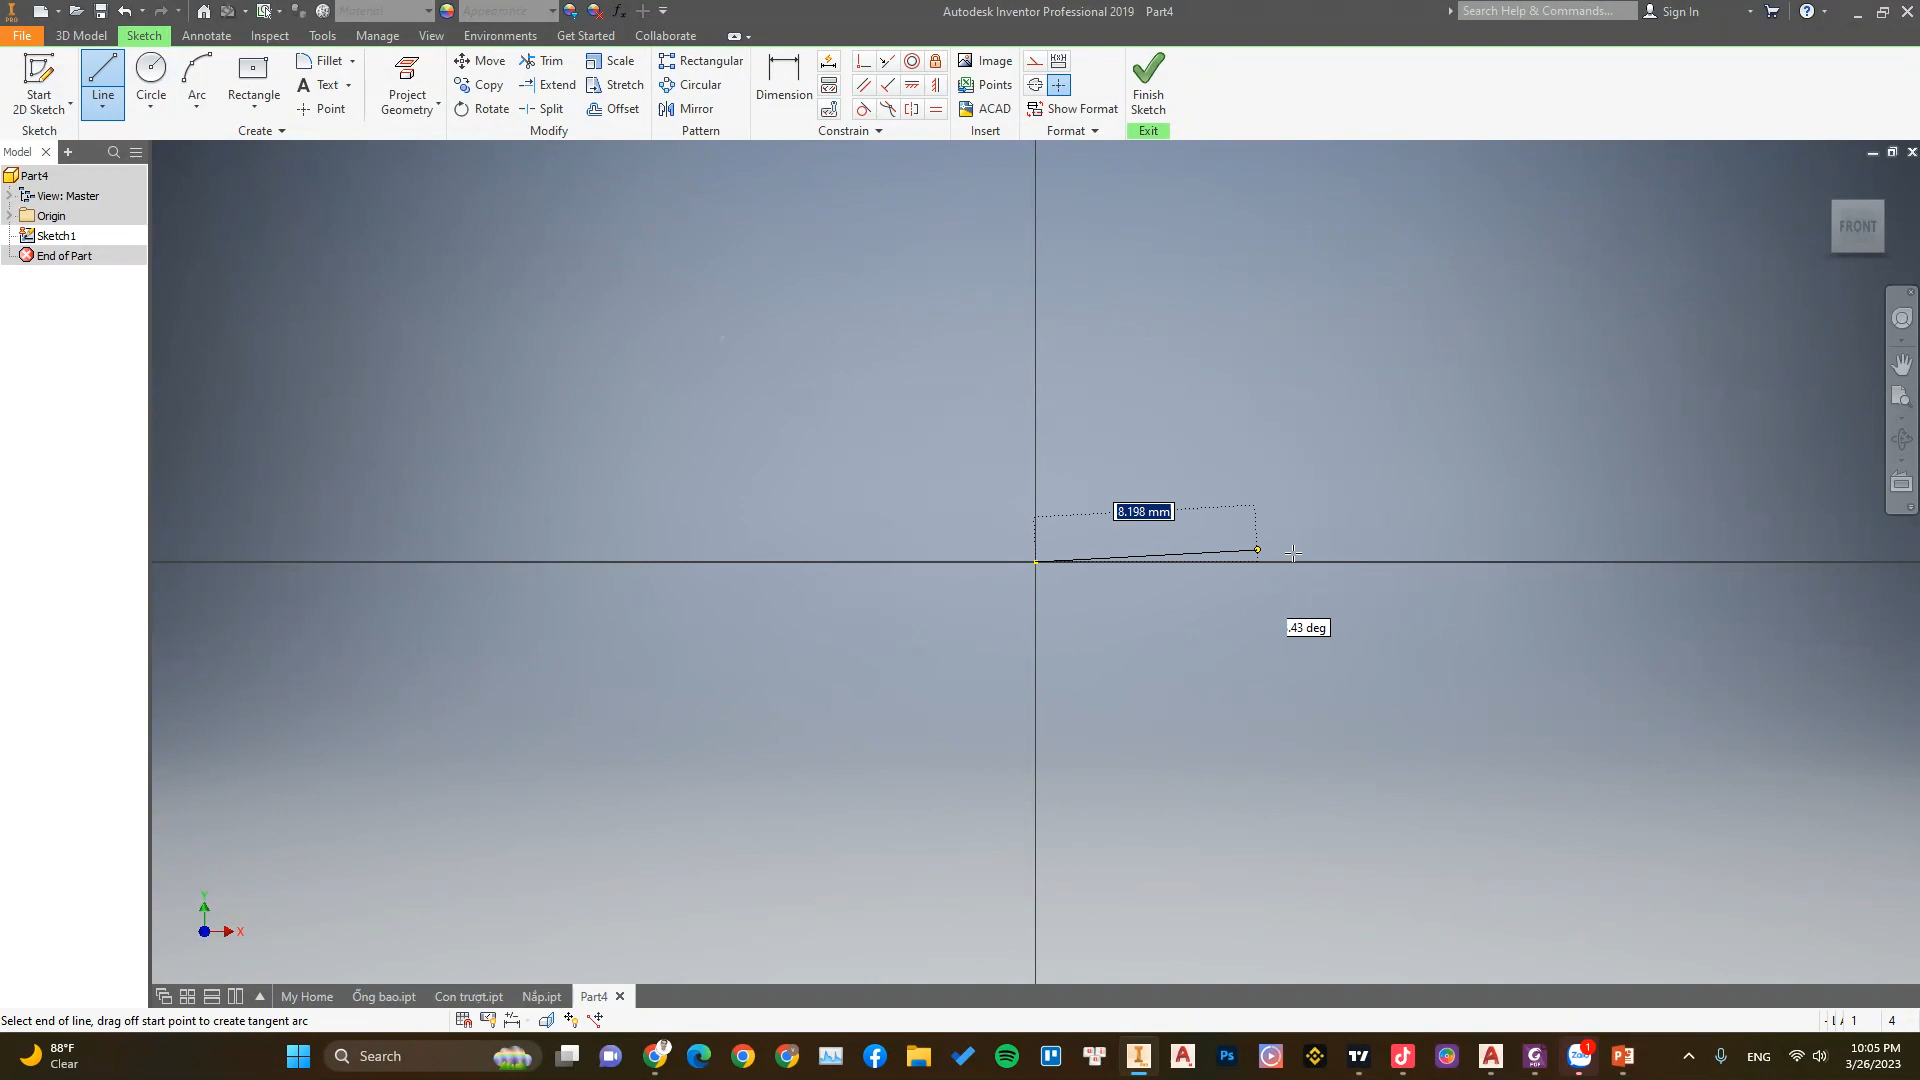 PRO
Material
Appearance
Autodesk Inventor Professional 2019 Part4
Search Help & Commands...
Sign In
File
3D Model
Sketch
Annotate
Inspect
Tools
Manage
View
Environments
Get Started
Collaborate
Start
2D Sketch
Line
Circle
Arc
Rectangle
Fillet
Text
Point
Project
Geometry
Move
Copy
Rotate
Trim
Extend
Split
Scale
Stretch
Offset
Rectangular
Circular
Mirror
Dimension
Image
Points
ACAD
Show Format
Finish
Sketch
Sketch
Create
Modify
Pattern
Constrain
Insert
Format
Exit
Model
Part4
View: Master
Origin
Sketch1
End of Part
FRONT
8.198 mm
.43 deg
Y
X
My Home
Ống bao.ipt
Con trượt.ipt
Nắp.ipt
Part4
Select end of line, drag off start point to create tangent arc
1
4
88°F
Clear
Search
1
ENG
10:05 PM
3/26/2023